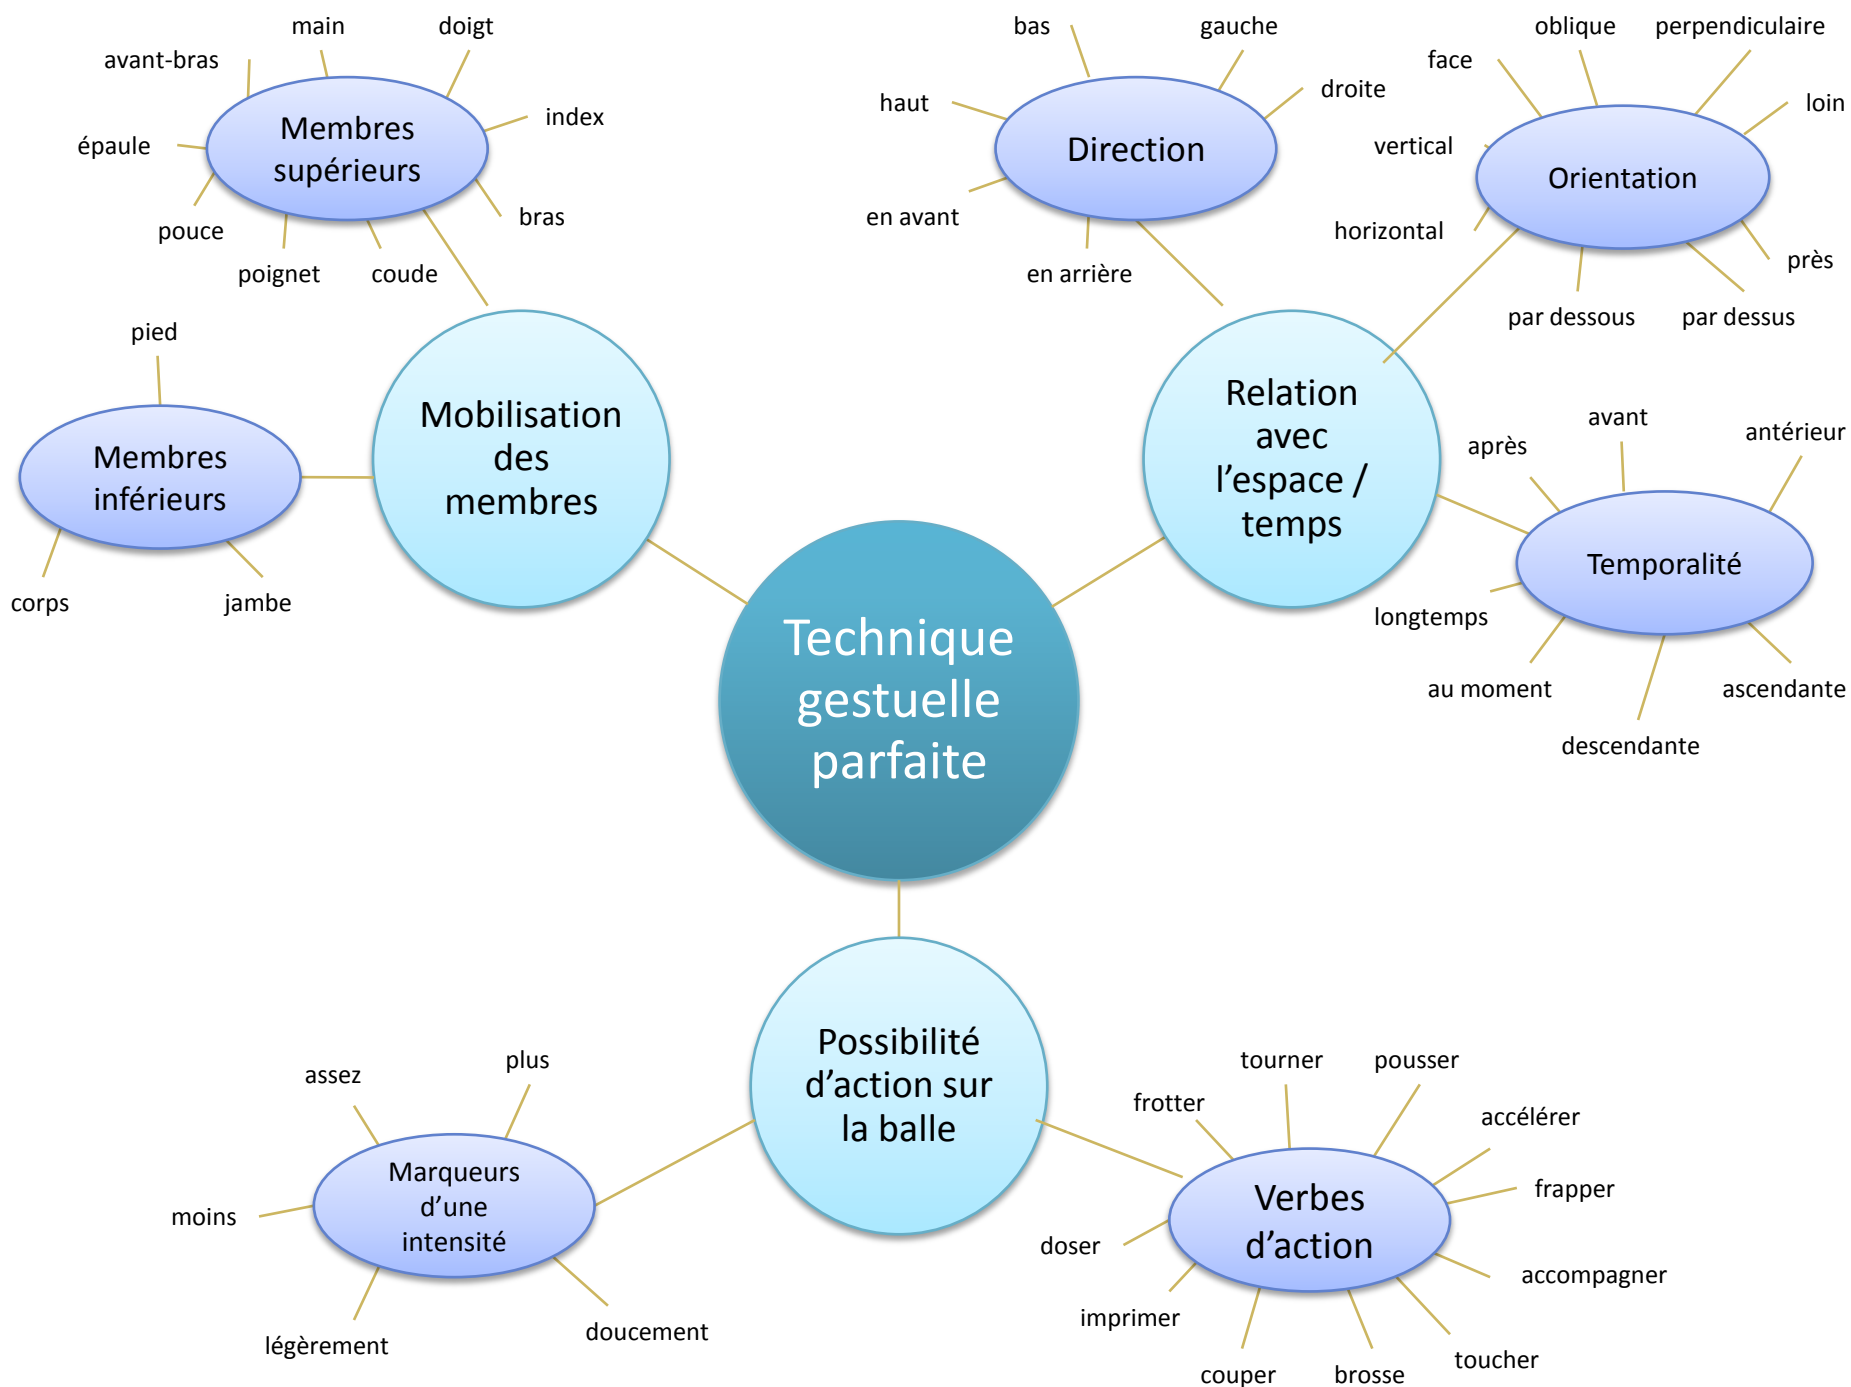 main
doigt
avant-bras
index
épaule
Membres
supérieurs
bras
pouce
poignet
coude
bas
gauche
haut
droite
Direction
en avant
en arrière
oblique
perpendiculaire
face
loin
vertical
Orientation
horizontal
près
par dessous
par dessus
pied
Membres
inférieurs
corps
jambe
Mobilisation
des
membres
Relation
avec
l’espace /
temps
avant
après
antérieur
Temporalité
longtemps
au moment
ascendante
descendante
Technique
gestuelle
parfaite
Possibilité
d’action sur
la balle
plus
assez
Marqueurs
d’une
intensité
moins
légèrement
doucement
tourner
pousser
frotter
accélérer
frapper
Verbes
d’action
doser
accompagner
imprimer
toucher
couper
brosse